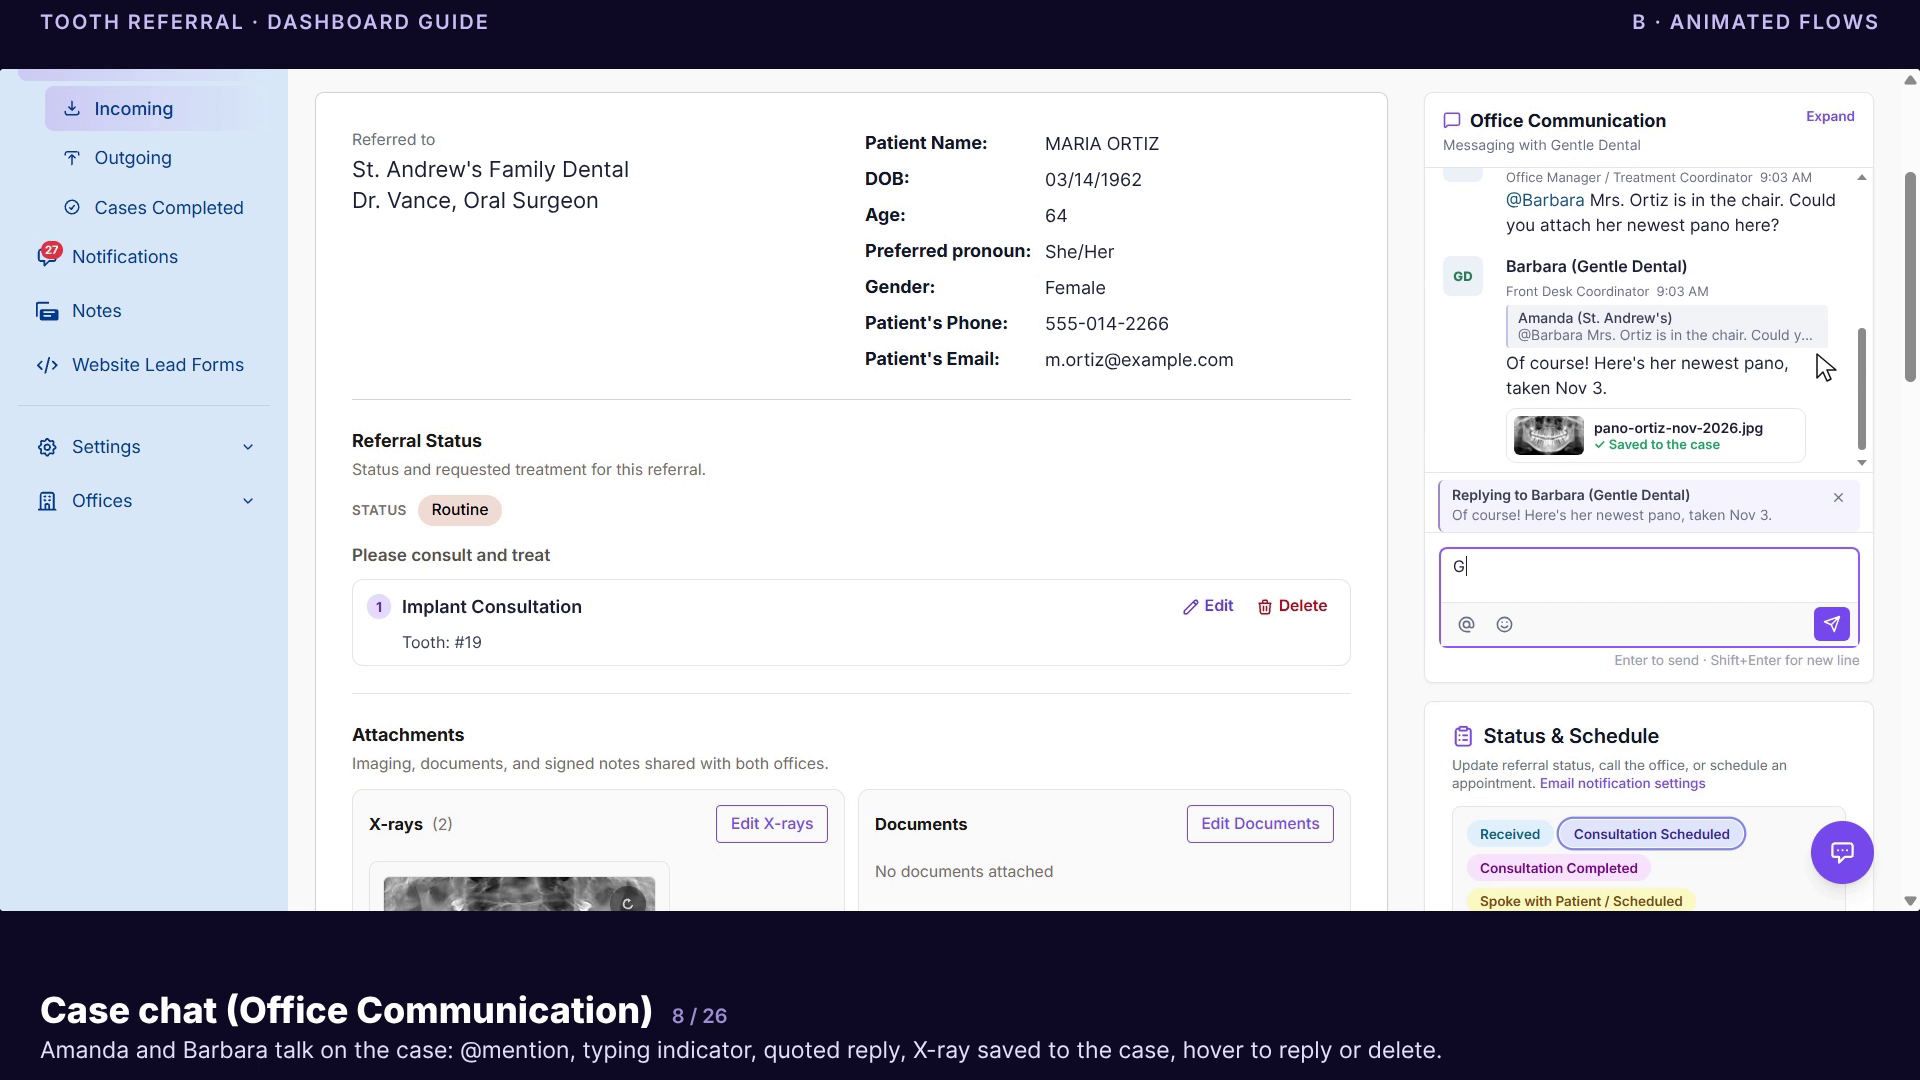 TOOTH REFERRAL · DASHBOARD GUIDE
B · ANIMATED FLOWS
Incoming
Outgoing
Cases Completed
27
Notifications
Notes
Website Lead Forms
Settings
Offices
Referred to
St. Andrew's Family Dental
Dr. Vance, Oral Surgeon
Patient Name: MARIA ORTIZ
DOB: 03/14/1962
Age: 64
Preferred pronoun: She/Her
Gender: Female
Patient's Phone: 555-014-2266
Patient's Email: m.ortiz@example.com
Referral Status
Status and requested treatment for this referral.
STATUS Routine
Please consult and treat
1 Implant Consultation Edit Delete
Tooth: #19
Attachments
Imaging, documents, and signed notes shared with both offices.
X-rays (2) Edit X-rays
Documents Edit Documents
No documents attached
Office Communication Expand
Messaging with Gentle Dental
Office Manager / Treatment Coordinator 9:03 AM
@Barbara Mrs. Ortiz is in the chair. Could
you attach her newest pano here?
GD
Barbara (Gentle Dental)
Front Desk Coordinator 9:03 AM
Amanda (St. Andrew's)
@Barbara Mrs. Ortiz is in the chair. Could y...
Of course! Here's her newest pano,
taken Nov 3.
pano-ortiz-nov-2026.jpg
✓ Saved to the case
Replying to Barbara (Gentle Dental)
Of course! Here's her newest pano, taken Nov 3.
G
Enter to send · Shift+Enter for new line
Status & Schedule
Update referral status, call the office, or schedule an
appointment. Email notification settings
Received Consultation Scheduled
Consultation Completed
Spoke with Patient / Scheduled
Case chat (Office Communication) 8 / 26
Amanda and Barbara talk on the case: @mention, typing indicator, quoted reply, X-ray saved to the case, hover to reply or delete.